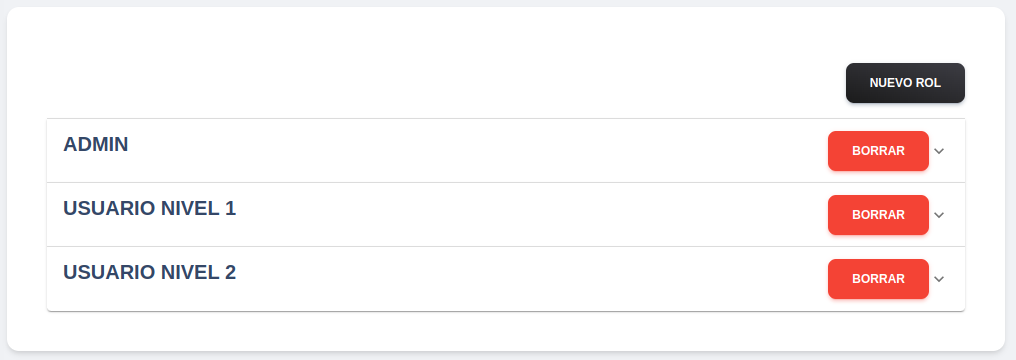 NUEVO ROL
ADMIN
BORRAR
USUARIO NIVEL 1
BORRAR
USUARIO NIVEL 2
BORRAR